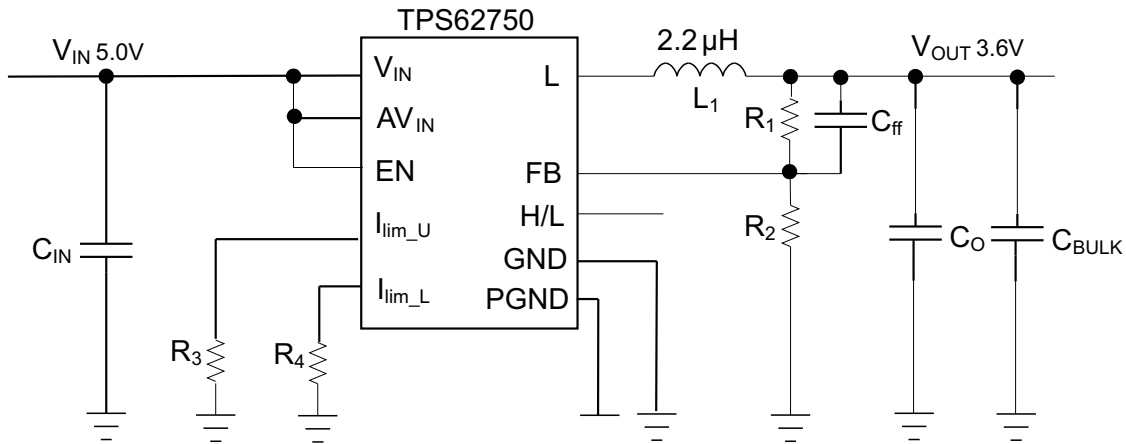 TPS62750
V_IN 5.0V
2.2 µH
V_OUT 3.6V
V_IN
L
L_1
R_1
C_ff
AV_IN
EN
FB
I_lim_U
H/L
R_2
C_IN
GND
C_O
C_BULK
I_lim_L
PGND
R_3
R_4